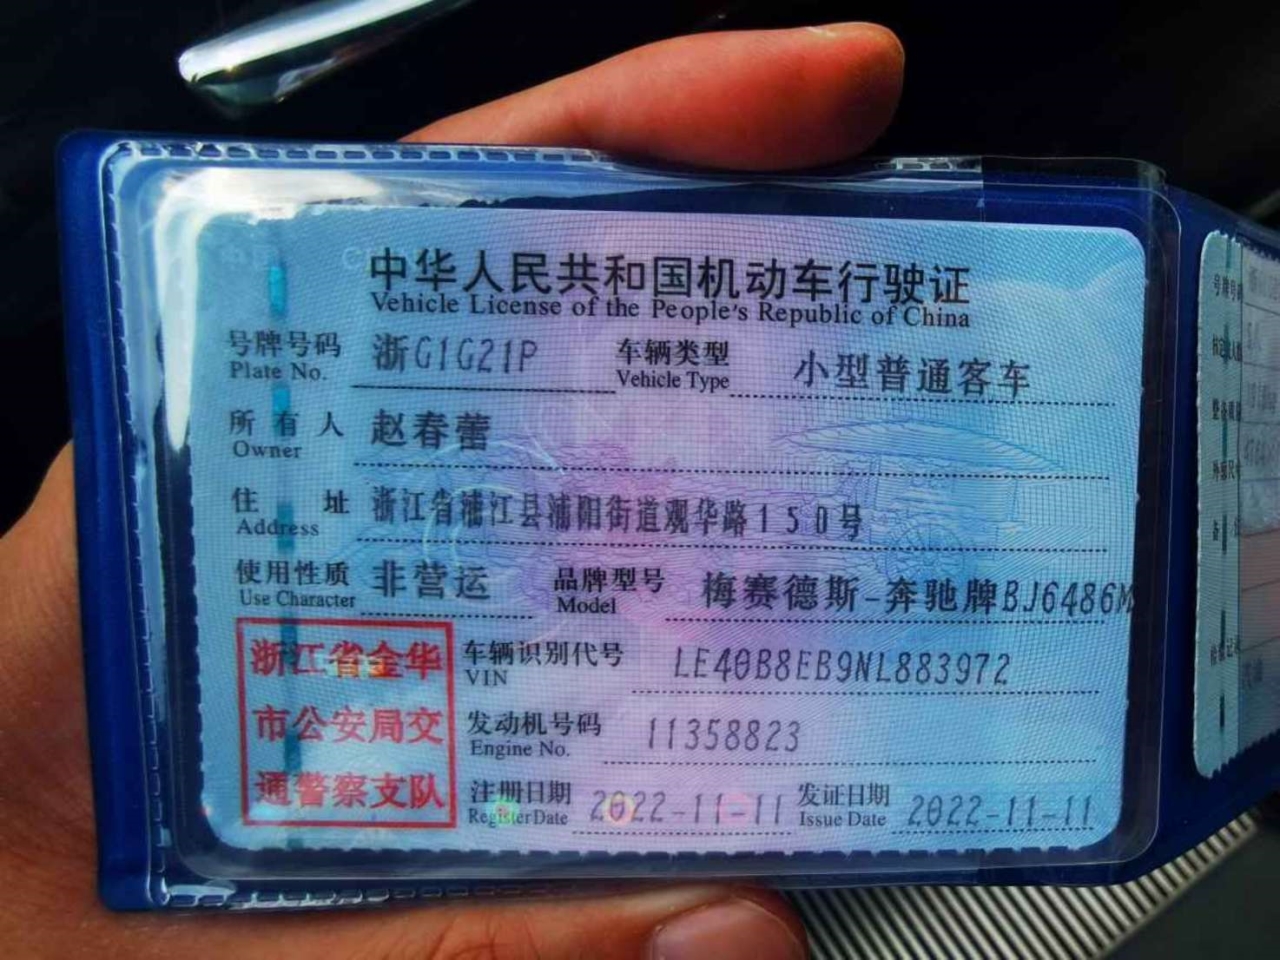 中华人民共和国机动车行驶证
Vehicle License of the People's Republic of China
号牌号码 浙G1G21P 车辆类型 小型普通客车
Plate No. Vehicle Type
所有人 赵春蕾
Owner
住址 浙江省浦江县浦阳街道观华路150号
Address
使用性质 非营运 品牌型号 梅赛德斯-奔驰牌BJ6486M
Use Character Model
浙江省金华
市公安局交
通警察支队
车辆识别代号 LE40B8EB9NL883972
VIN
发动机号码 11358823
Engine No.
注册日期 2022-11-11 发证日期 2022-11-11
Register Date Issue Date